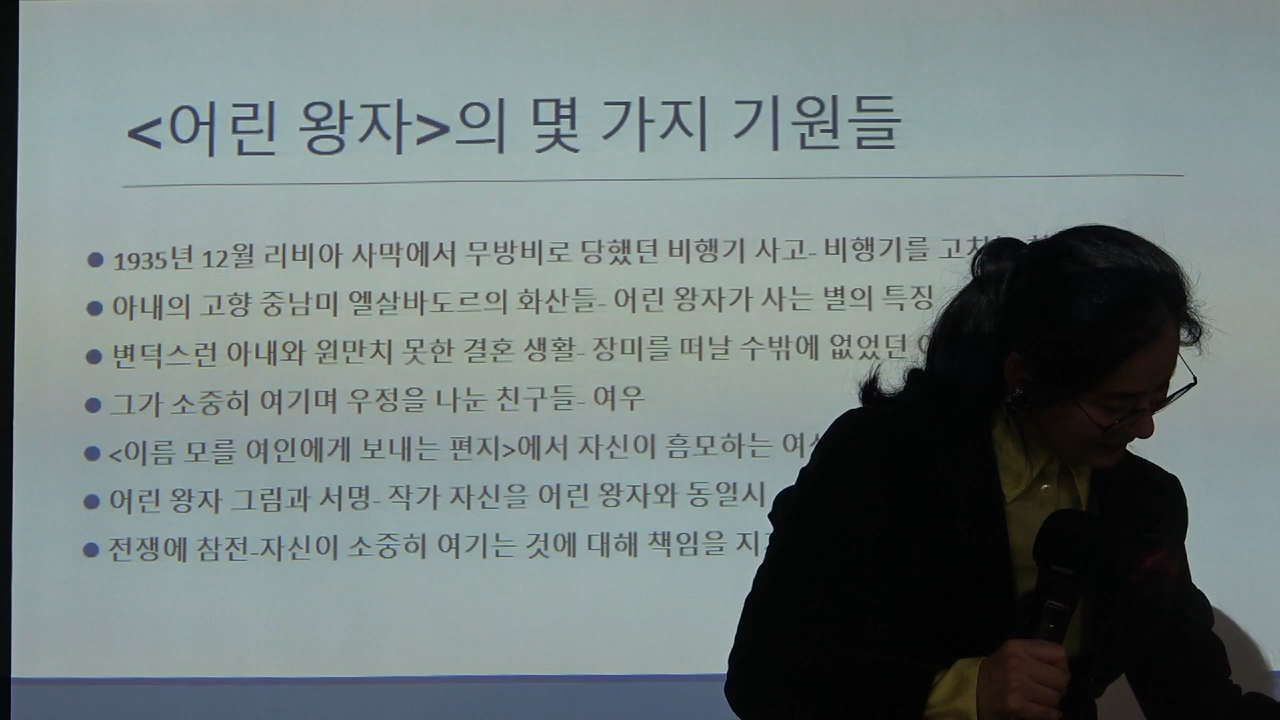 <어린 왕자>의 몇 가지 기원들
● 1935년 12월 리비아 사막에서 무방비로 당했던 비행기 사고- 비행기를
● 아내의 고향 중남미 엘살바도르의 화산들- 어린 왕자가 사는 별의 특징
● 변덕스런 아내와 원만치 못한 결혼 생활- 장미를 떠날 수밖에 없었던
● 그가 소중히 여기며 우정을 나눈 친구들- 여우
● <이름 모를 여인에게 보내는 편지>에서 자신이 흠모하는
● 어린 왕자 그림과 서명- 작가 자신을 어린 왕자와 동일시
● 전쟁에 참전-자신이 소중히 여기는 것에 대해 책임을